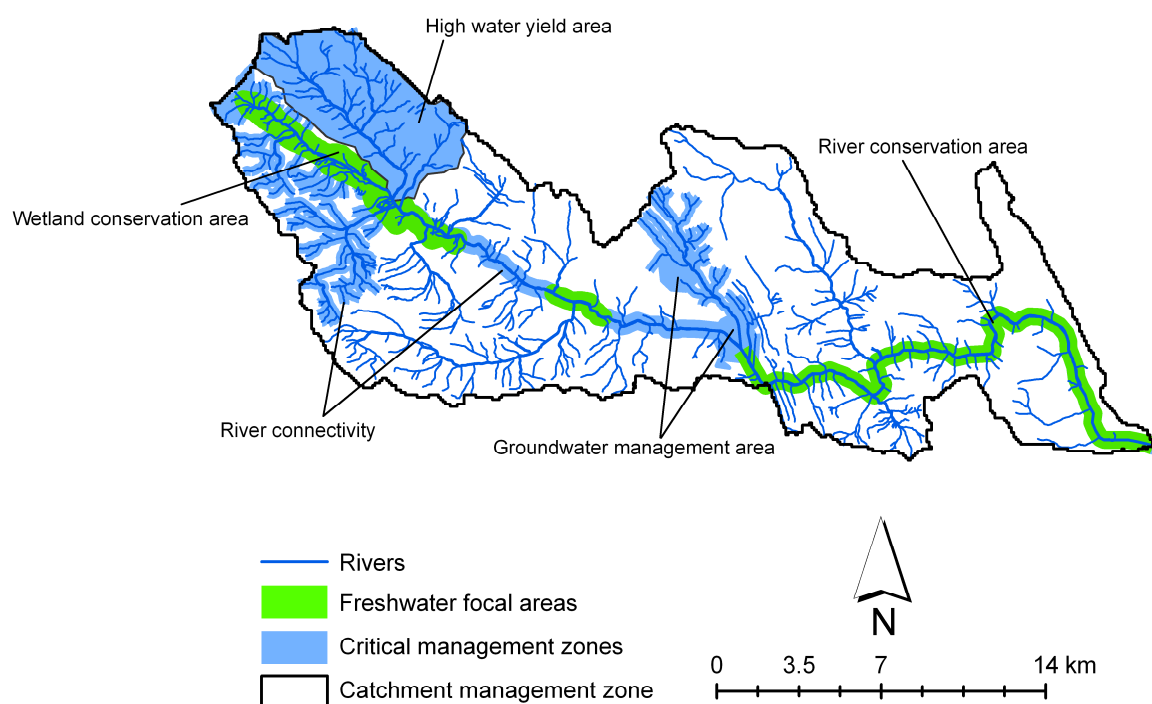 High water yield area
River conservation area
Wetland conservation area
River connectivity
Groundwater management area
Rivers
Freshwater focal areas
Critical management zones
Catchment management zone
N
0 3.5 7 14 km